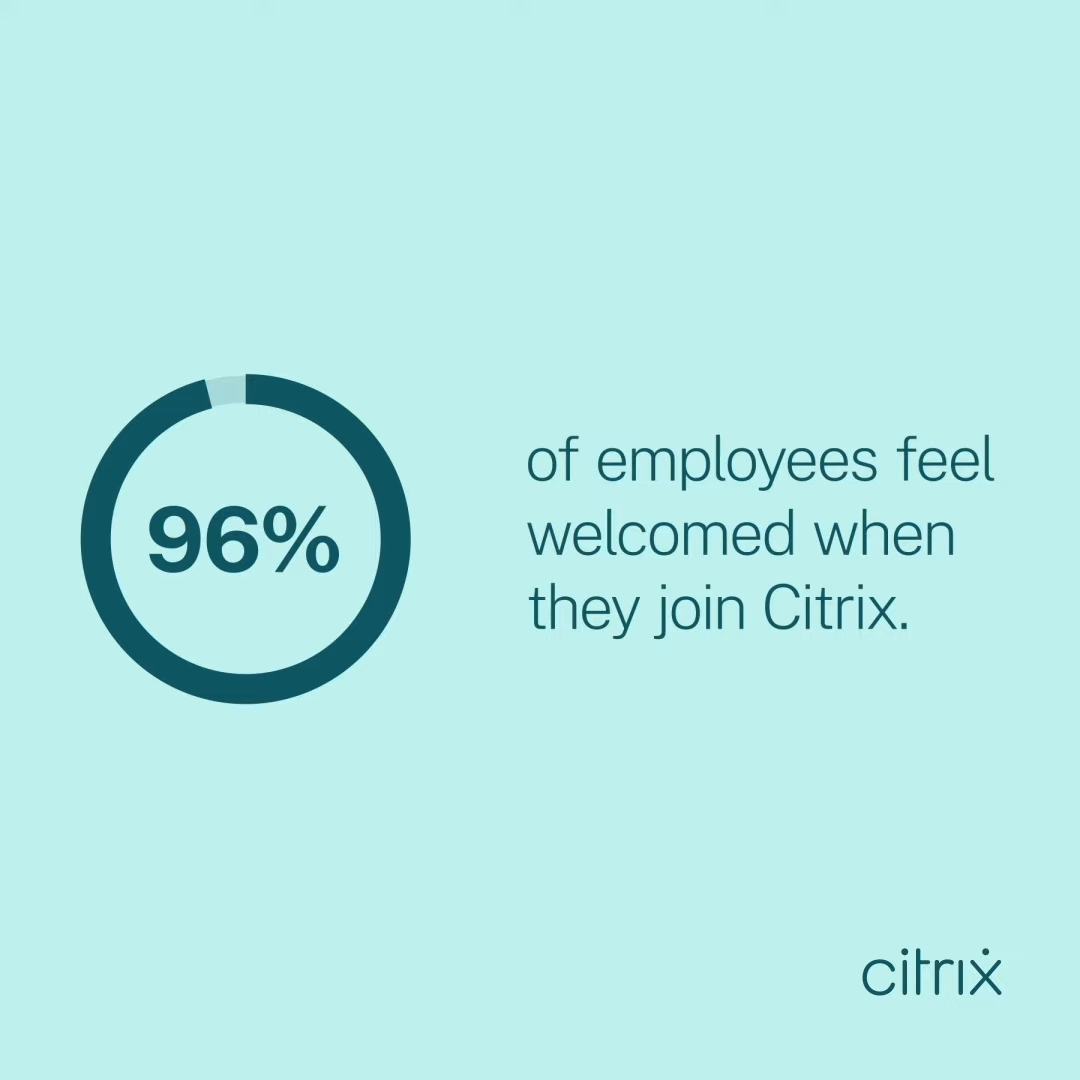 96%
of employees feel
welcomed when
they join Citrix.
citrix